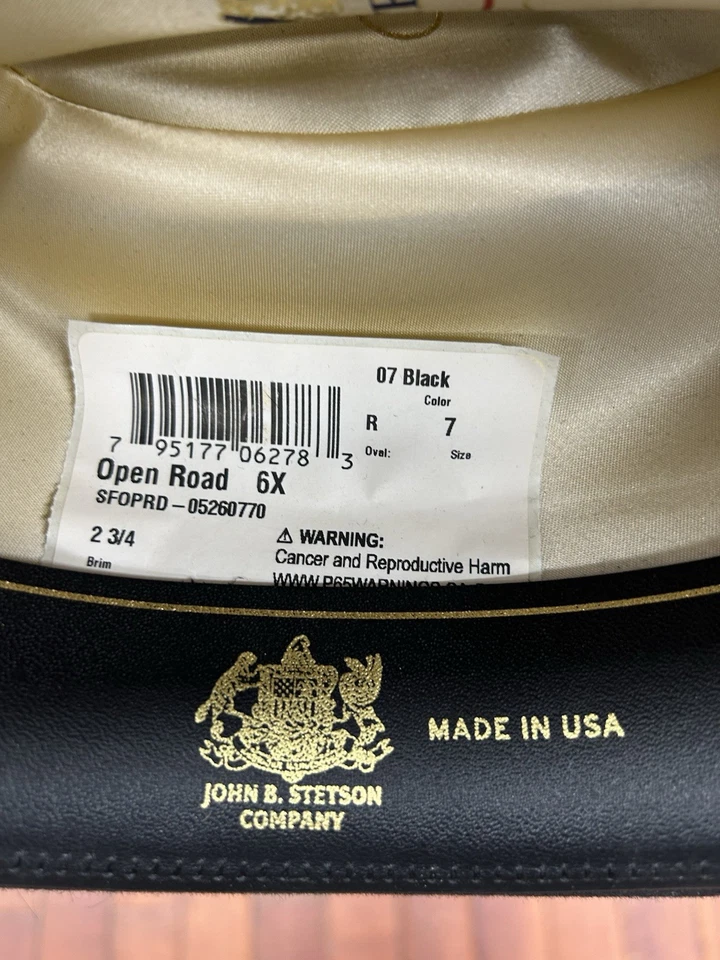 07 Black
Color
R 7
Oval: Size
7 95177 06278 3
Open Road 6X
SFOPRD-05260770
2 3/4
Brim
⚠ WARNING:
Cancer and Reproductive Harm
JOHN B. STETSON
COMPANY
MADE IN USA